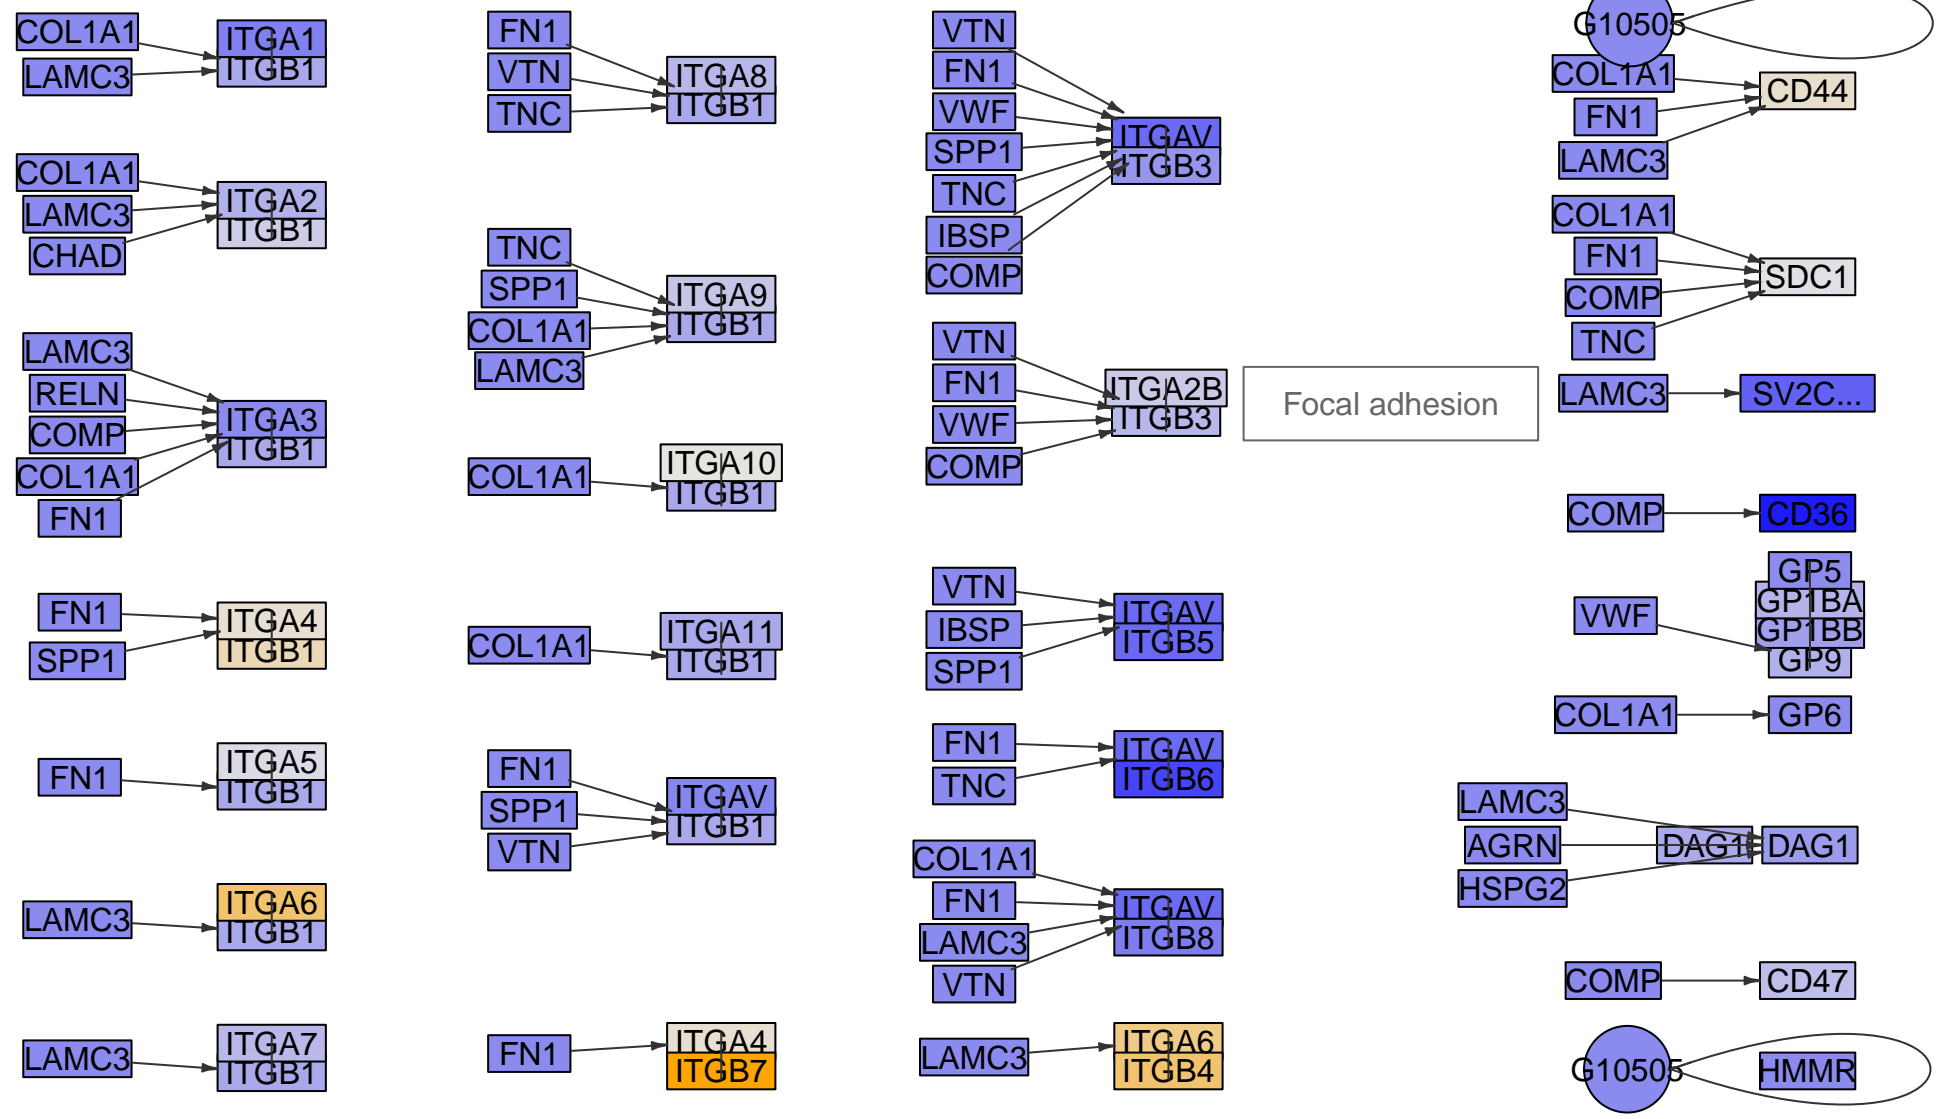 COL1A1
LAMC3
ITGA1
ITGB1
COL1A1
LAMC3
CHAD
ITGA2
ITGB1
LAMC3
RELN
COMP
COL1A1
FN1
ITGA3
ITGB1
FN1
SPP1
ITGA4
ITGB1
FN1
ITGA5
ITGB1
LAMC3
ITGA6
ITGB1
LAMC3
ITGA7
ITGB1
FN1
VTN
TNC
ITGA8
ITGB1
TNC
SPP1
COL1A1
LAMC3
ITGA9
ITGB1
COL1A1
ITGA10
ITGB1
COL1A1
ITGA11
ITGB1
FN1
SPP1
VTN
ITGAV
ITGB1
FN1
ITGA4
ITGB7
VTN
FN1
VWF
SPP1
TNC
IBSP
COMP
ITGAV
ITGB3
VTN
FN1
VWF
COMP
ITGA2B
ITGB3
Focal adhesion
VTN
IBSP
SPP1
ITGAV
ITGB5
FN1
TNC
ITGAV
ITGB6
COL1A1
FN1
LAMC3
VTN
ITGAV
ITGB8
LAMC3
ITGA6
ITGB4
G10505
COL1A1
FN1
LAMC3
CD44
COL1A1
FN1
COMP
TNC
SDC1
LAMC3
SV2C...
COMP
CD36
VWF
GP5
GP1BA
GP1BB
GP9
COL1A1
GP6
LAMC3
AGRN
HSPG2
DAG1
DAG1
COMP
CD47
G10505
HMMR